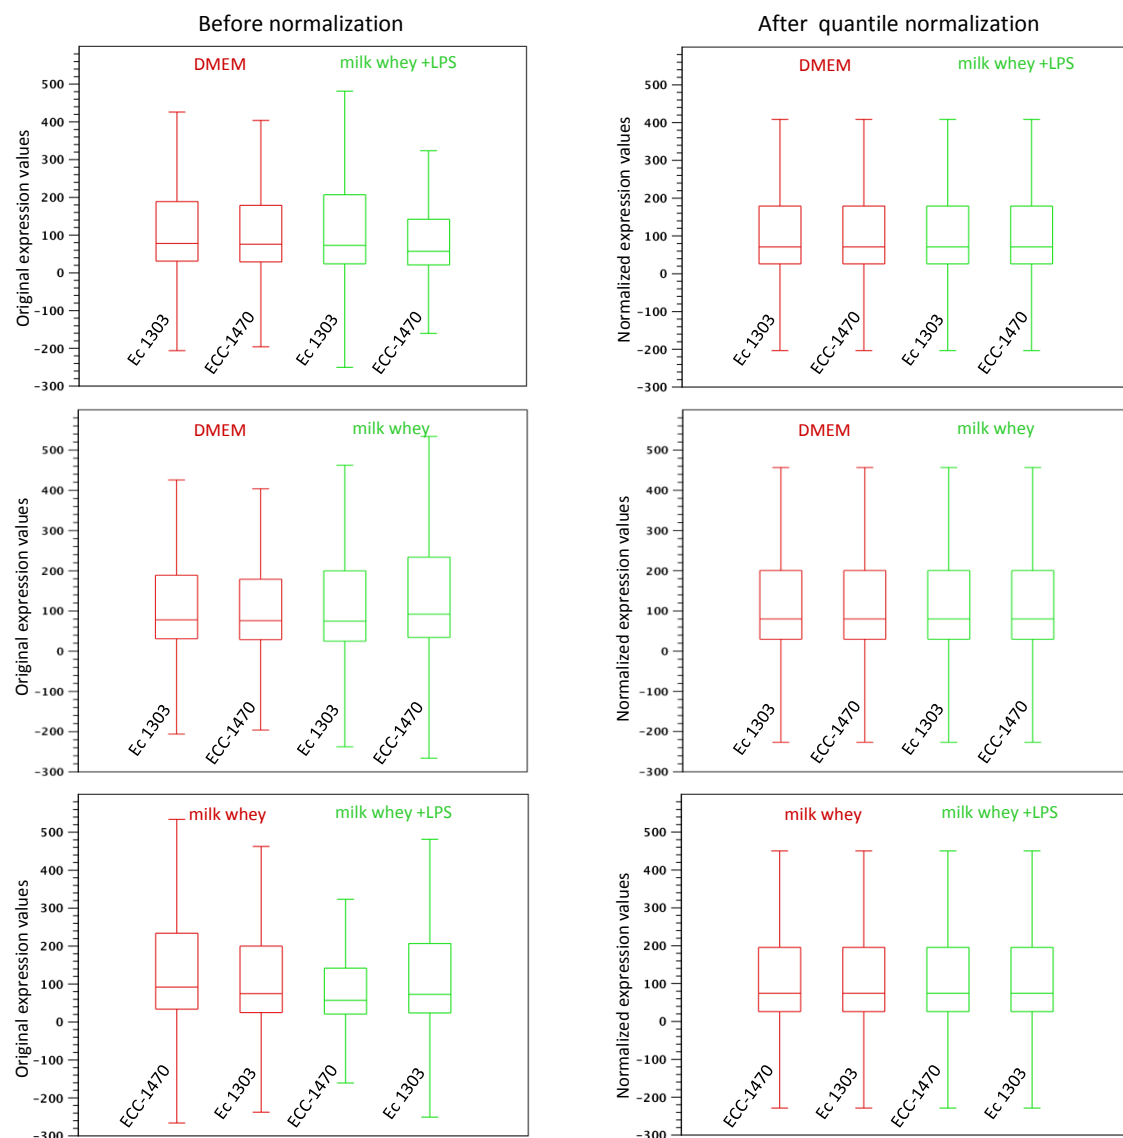 Before normalization
After quantile normalization
Original expression values
500
400
300
200
100
0
-100
-200
-300
DMEM
milk whey +LPS
Ec 1303
ECC-1470
Ec 1303
ECC-1470
Normalized expression values
500
400
300
200
100
0
-100
-200
-300
DMEM
milk whey +LPS
Ec 1303
ECC-1470
Ec 1303
ECC-1470
Original expression values
500
400
300
200
100
0
-100
-200
-300
DMEM
milk whey
Ec 1303
ECC-1470
Ec 1303
ECC-1470
Normalized expression values
500
400
300
200
100
0
-100
-200
-300
DMEM
milk whey
Ec 1303
ECC-1470
Ec 1303
ECC-1470
Original expression values
500
400
300
200
100
0
-100
-200
-300
milk whey
milk whey +LPS
ECC-1470
Ec 1303
ECC-1470
Ec 1303
Normalized expression values
500
400
300
200
100
0
-100
-200
-300
milk whey
milk whey +LPS
ECC-1470
Ec 1303
ECC-1470
Ec 1303